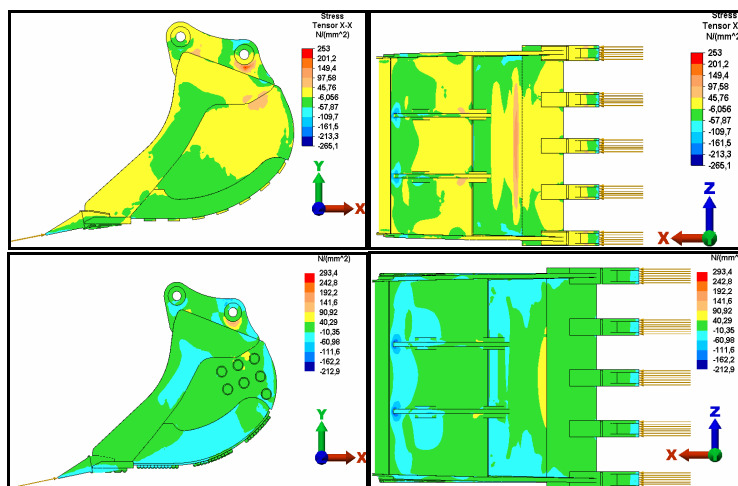 Stress
Tensor X-X
N/(mm^2)
253
201,2
149,4
97,58
45,76
-6,056
-57,87
-109,7
-161,5
-213,3
-265,1
Y
X
Stress
Tensor X
N/(mm^2
253
201,2
149,4
97,58
45,76
-6,056
-57,87
-109,7
-161,5
-213,3
-265,1
Z
X
N/(mm^2)
293,4
242,8
192,2
141,6
90,92
40,29
-10,35
-60,98
-111,6
-162,2
-212,9
Y
X
N/(mm^
293,4
242,8
192,2
141,6
90,92
40,29
-10,35
-60,98
-111,6
-162,2
-212,9
Z
X